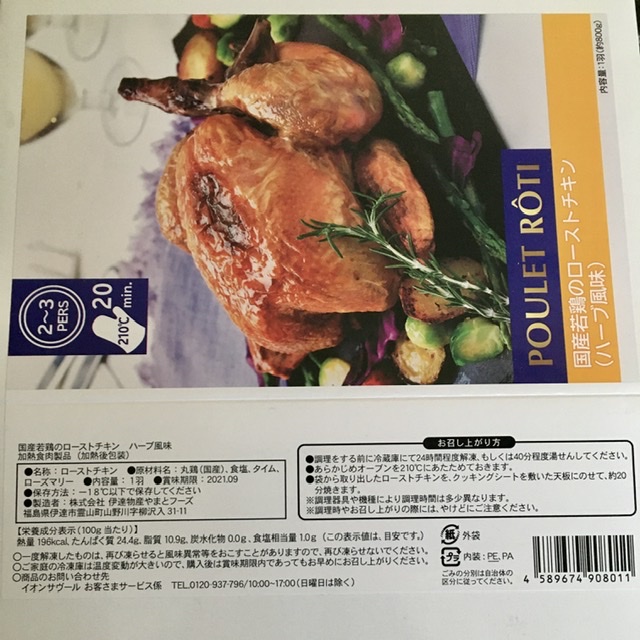 内容量：1羽(約800g)
POULET RÔTI
国産若鶏のローストチキン
（ハーブ風味）
2〜3
PERS
20
min.
210℃
国産若鶏のローストチキン　ハーブ風味
加熱食肉製品（加熱後包装）
●名称：ローストチキン　●原材料名：丸鶏(国産)、食塩、タイム、
ローズマリー　●内容量：1羽　●賞味期限：2021.09
●保存方法：－18℃以下で保存してください
●製造者：株式会社 伊達物産やまとフーズ
福島県伊達市霊山町山野川字柳沢入 31-11
【栄養成分表示（100g 当たり）】
熱量 196kcal、たんぱく質 24.4g、脂質 10.9g、炭水化物 0.0g、食塩相当量 1.0g（この表示値は、目安です。）
○一度解凍したものは、再び凍らせると風味異常等をおこすことがありますので、再び凍らせないでください。
○ご家庭の冷凍庫は温度変動が大きいので、購入後は賞味期限内であってもお早めにお召し上がりください。
○商品のお問い合わせ先
イオンサヴール お客さまサービス係　TEL.0120-937-796/10:00〜17:00（日曜日は除く）
お召し上がり方
●調理をする前に冷蔵庫にて24時間程度解凍、もしくは40分程度湯せんしてください。
●あらかじめオーブンを210℃にあたためておきます。
●袋から取り出したローストチキンを、クッキングシートを敷いた天板にのせて、約20
分焼きます。
※調理器具や機種により調理時間は多少異なります。
※調理時やお召し上がりの際には、やけどにご注意ください。
紙 外袋
プラ 内袋：PE, PA
ごみの分別は自治体の
区分に従ってください。
4 589674 908011